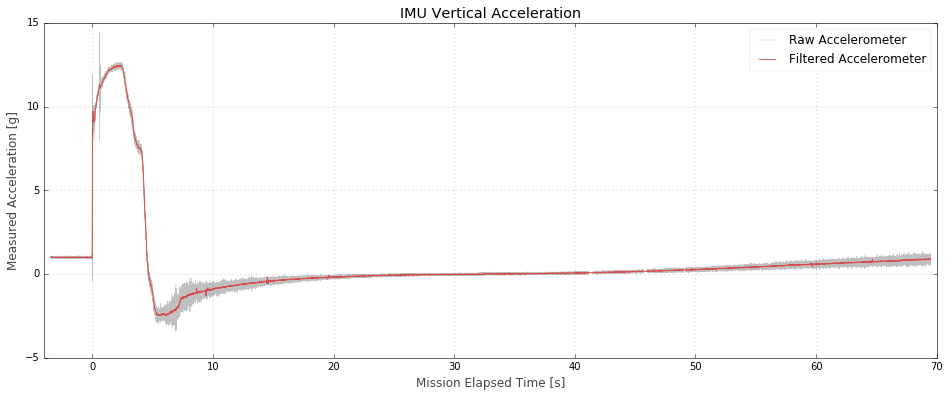 IMU Vertical Acceleration
Raw Accelerometer
Filtered Accelerometer
Measured Acceleration [g]
15
10
5
0
−5
0 10 20 30 40 50 60 70
Mission Elapsed Time [s]